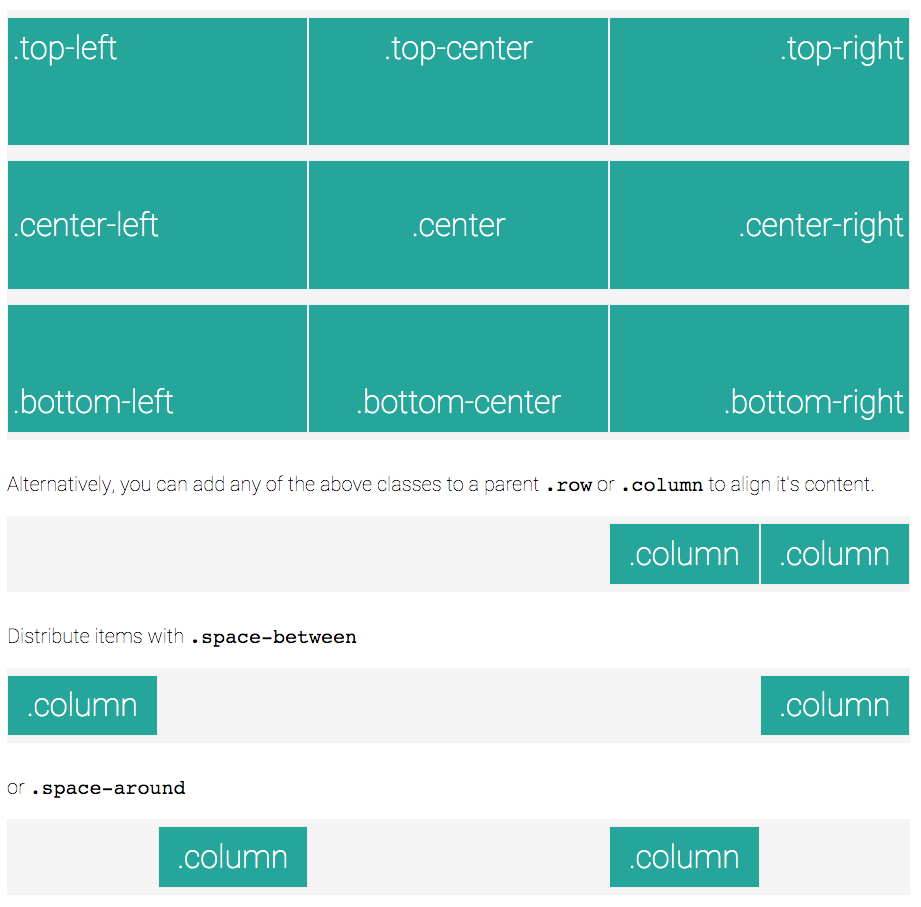 .top-left .top-center .top-right
.center-left .center .center-right
.bottom-left .bottom-center .bottom-right
Alternatively, you can add any of the above classes to a parent .row or .column to align it's content.
.column .column
Distribute items with .space-between
.column .column
or .space-around
.column .column